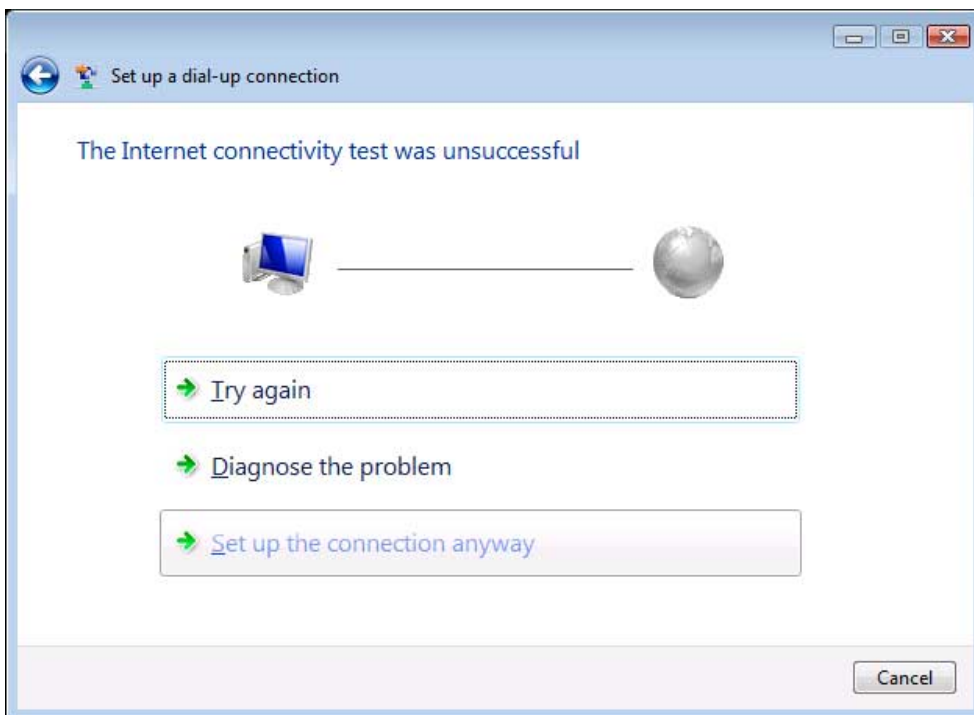 Set up a dial-up connection
The Internet connectivity test was unsuccessful
Try again
Diagnose the problem
Set up the connection anyway
Cancel